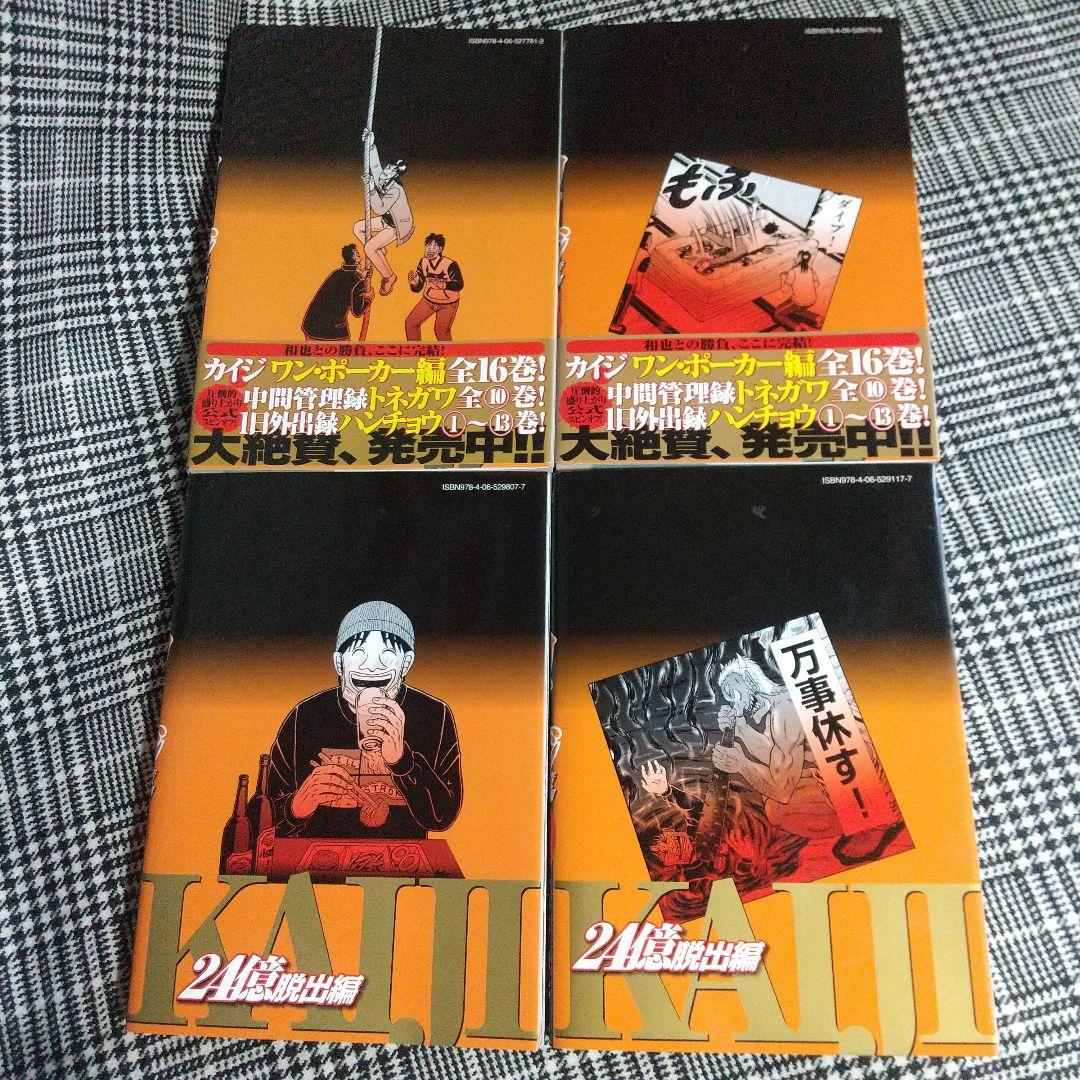 ISBN978-4-06-527781-2
和也との勝負、ここに完結!
カイジ ワン・ポーカー編 全16巻!
圧倒的
盛り上がり
公式
スピンオフ!
中間管理録トネガワ全⑩巻!
1日外出録ハンチョウ①〜⑬巻!
大絶賛、発売中!!
もふっ
ダイブ!
和也との勝負、ここに完結!
カイジ ワン・ポーカー編 全16巻!
圧倒的
盛り上がり
公式
スピンオフ!
中間管理録トネガワ全⑩巻!
1日外出録ハンチョウ①〜⑬巻!
大絶賛、発売中!!
ISBN978-4-06-529807-7
KAIJI
24億脱出編
ISBN978-4-06-529117-7
万事休す!
KAIJI
24億脱出編